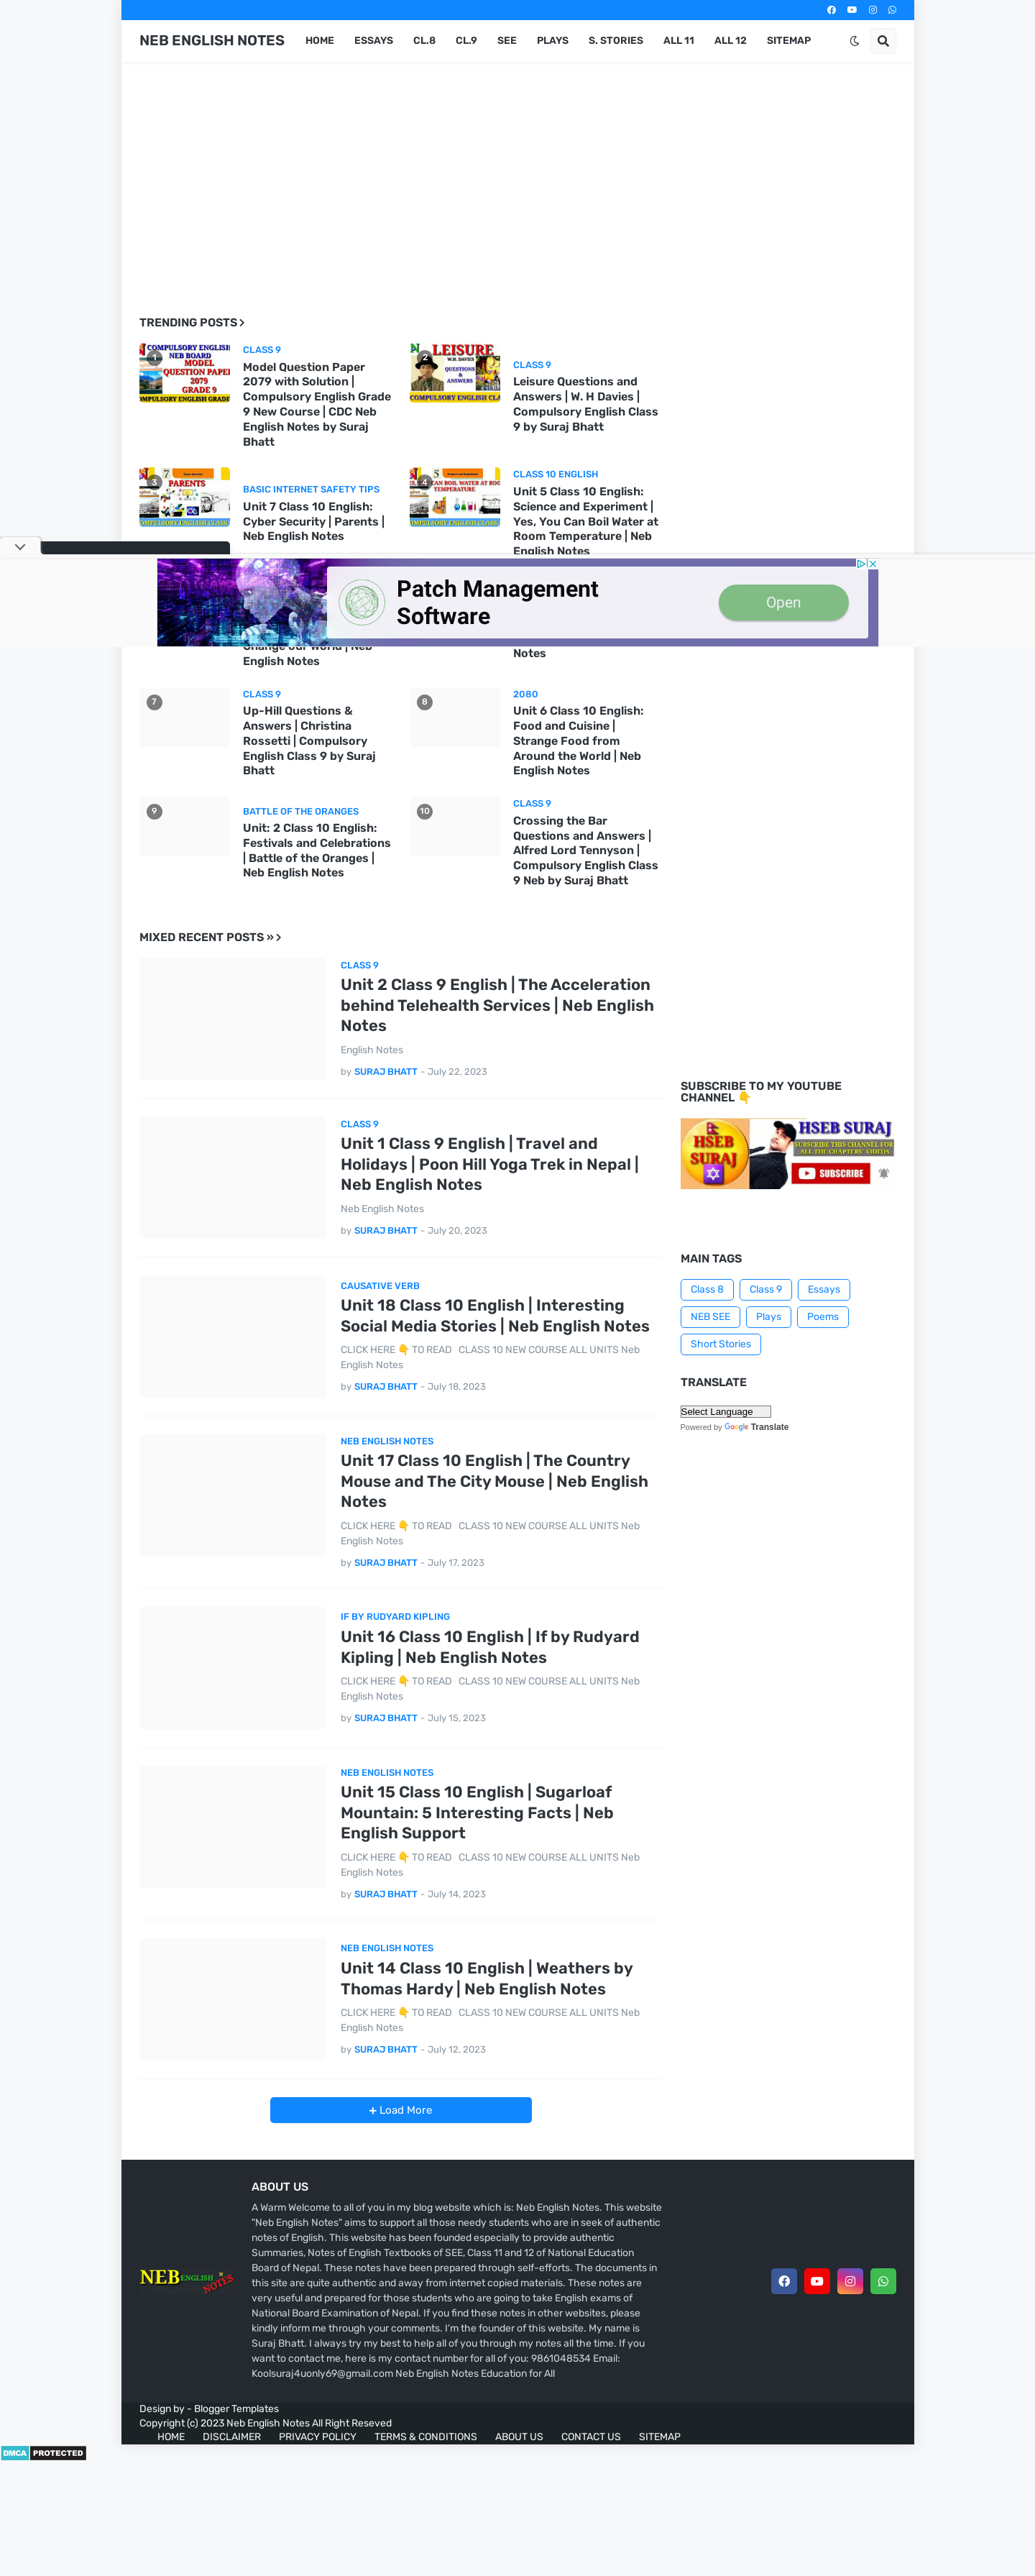 NEB ENGLISH NOTES HOME ESSAYS CL.8 CL.9 SEE PLAYS S. STORIES ALL 11 ALL 12 SITEMAP
TRENDING POSTS
COMPULSORY ENGLISH
NEB BOARD
MODEL
QUESTION PAPER
2079
GRADE 9
COMPULSORY ENGLISH GRADE
1
CLASS 9
Model Question Paper
2079 with Solution |
Compulsory English Grade
9 New Course | CDC Neb
English Notes by Suraj
Bhatt
LEISURE
W.H. DAVIES
QUESTIONS
&
ANSWERS
COMPULSORY ENGLISH CLA
2
CLASS 9
Leisure Questions and
Answers | W. H Davies |
Compulsory English Class
9 by Suraj Bhatt
7
PARENTS
3
BASIC INTERNET SAFETY TIPS
Unit 7 Class 10 English:
Cyber Security | Parents |
Neb English Notes
5
CAN BOIL WATER AT RO
TEMPERATURE
4
CLASS 10 ENGLISH
Unit 5 Class 10 English:
Science and Experiment |
Yes, You Can Boil Water at
Room Temperature | Neb
English Notes
Patch Management
Software
Open
Change our World | Neb
English Notes
Notes
7
CLASS 9
Up-Hill Questions &
Answers | Christina
Rossetti | Compulsory
English Class 9 by Suraj
Bhatt
8
2080
Unit 6 Class 10 English:
Food and Cuisine |
Strange Food from
Around the World | Neb
English Notes
9
BATTLE OF THE ORANGES
Unit: 2 Class 10 English:
Festivals and Celebrations
| Battle of the Oranges |
Neb English Notes
10
CLASS 9
Crossing the Bar
Questions and Answers |
Alfred Lord Tennyson |
Compulsory English Class
9 Neb by Suraj Bhatt
MIXED RECENT POSTS »
CLASS 9
Unit 2 Class 9 English | The Acceleration
behind Telehealth Services | Neb English
Notes
English Notes
by SURAJ BHATT - July 22, 2023
CLASS 9
Unit 1 Class 9 English | Travel and
Holidays | Poon Hill Yoga Trek in Nepal |
Neb English Notes
Neb English Notes
by SURAJ BHATT - July 20, 2023
CAUSATIVE VERB
Unit 18 Class 10 English | Interesting
Social Media Stories | Neb English Notes
CLICK HERE 👇 TO READ CLASS 10 NEW COURSE ALL UNITS Neb
English Notes
by SURAJ BHATT - July 18, 2023
NEB ENGLISH NOTES
Unit 17 Class 10 English | The Country
Mouse and The City Mouse | Neb English
Notes
CLICK HERE 👇 TO READ CLASS 10 NEW COURSE ALL UNITS Neb
English Notes
by SURAJ BHATT - July 17, 2023
IF BY RUDYARD KIPLING
Unit 16 Class 10 English | If by Rudyard
Kipling | Neb English Notes
CLICK HERE 👇 TO READ CLASS 10 NEW COURSE ALL UNITS Neb
English Notes
by SURAJ BHATT - July 15, 2023
NEB ENGLISH NOTES
Unit 15 Class 10 English | Sugarloaf
Mountain: 5 Interesting Facts | Neb
English Support
CLICK HERE 👇 TO READ CLASS 10 NEW COURSE ALL UNITS Neb
English Notes
by SURAJ BHATT - July 14, 2023
NEB ENGLISH NOTES
Unit 14 Class 10 English | Weathers by
Thomas Hardy | Neb English Notes
CLICK HERE 👇 TO READ CLASS 10 NEW COURSE ALL UNITS Neb
English Notes
by SURAJ BHATT - July 12, 2023
+ Load More
SUBSCRIBE TO MY YOUTUBE
CHANNEL 👇
HSEB
SURAJ
HSEB SURAJ
SUBSCRIBE THIS CHANNEL FOR
ALL THE CHAPTERS' VIDEOS
SUBSCRIBE
MAIN TAGS
Class 8 Class 9 Essays
NEB SEE Plays Poems
Short Stories
TRANSLATE
Select Language
Powered by Google Translate
NEB ENGLISH NOTES
ABOUT US
A Warm Welcome to all of you in my blog website which is: Neb English Notes. This website
"Neb English Notes" aims to support all those needy students who are in seek of authentic
notes of English. This website has been founded especially to provide authentic
Summaries, Notes of English Textbooks of SEE, Class 11 and 12 of National Education
Board of Nepal. These notes have been prepared through self-efforts. The documents in
this site are quite authentic and away from internet copied materials. These notes are
very useful and prepared for those students who are going to take English exams of
National Board Examination of Nepal. If you find these notes in other websites, please
kindly inform me through your comments. I'm the founder of this website. My name is
Suraj Bhatt. I always try my best to help all of you through my notes all the time. If you
want to contact me, here is my contact number for all of you: 9861048534 Email:
Koolsuraj4uonly69@gmail.com Neb English Notes Education for All
Design by - Blogger Templates
Copyright (c) 2023 Neb English Notes All Right Reseved
HOME DISCLAIMER PRIVACY POLICY TERMS & CONDITIONS ABOUT US CONTACT US SITEMAP
DMCA PROTECTED